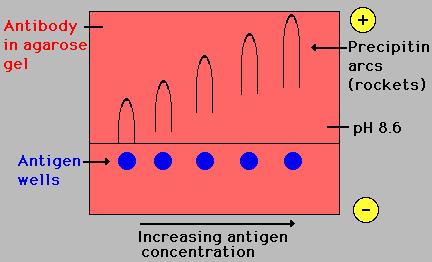 Antibody
in agarose
gel
+
Precipitin
arcs
(rockets)
pH 8.6
Antigen
wells
-
Increasing antigen
concentration